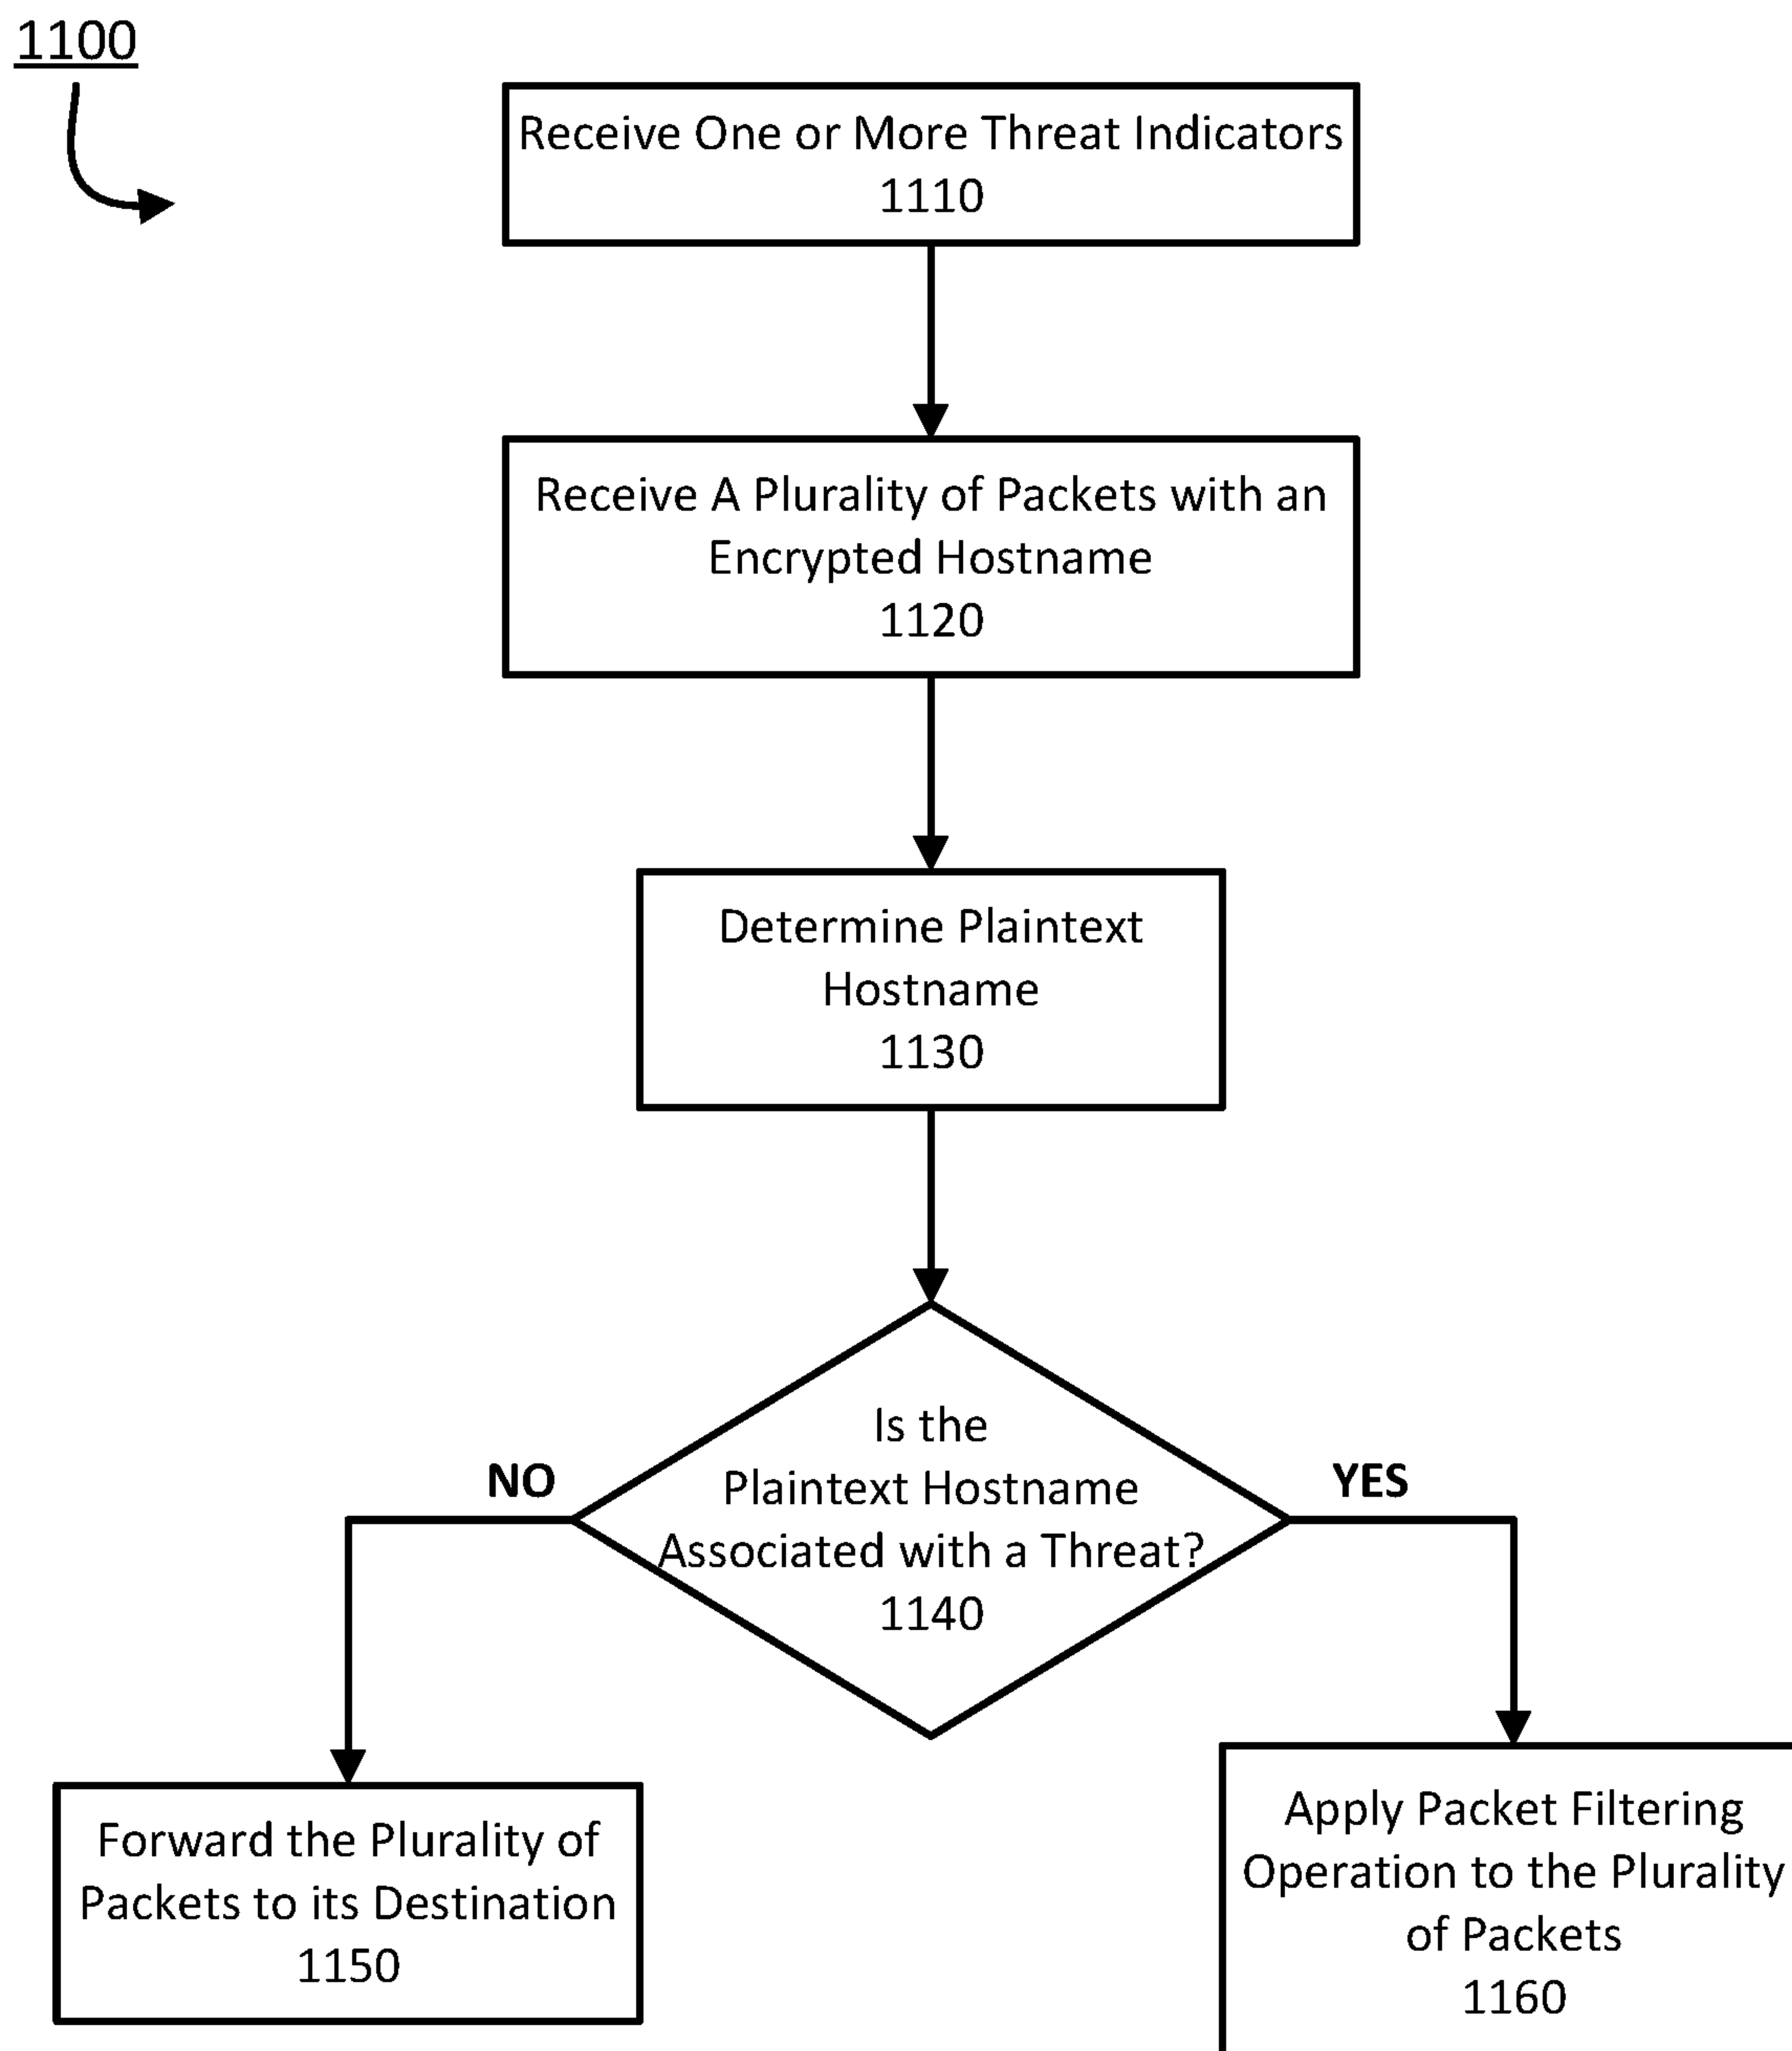 1100
Receive One or More Threat Indicators
1110
Receive A Plurality of Packets with an
Encrypted Hostname
1120
Determine Plaintext
Hostname
1130
Is the
Plaintext Hostname
Associated with a Threat?
1140
NO
YES
Forward the Plurality of
Packets to its Destination
1150
Apply Packet Filtering
Operation to the Plurality
of Packets
1160